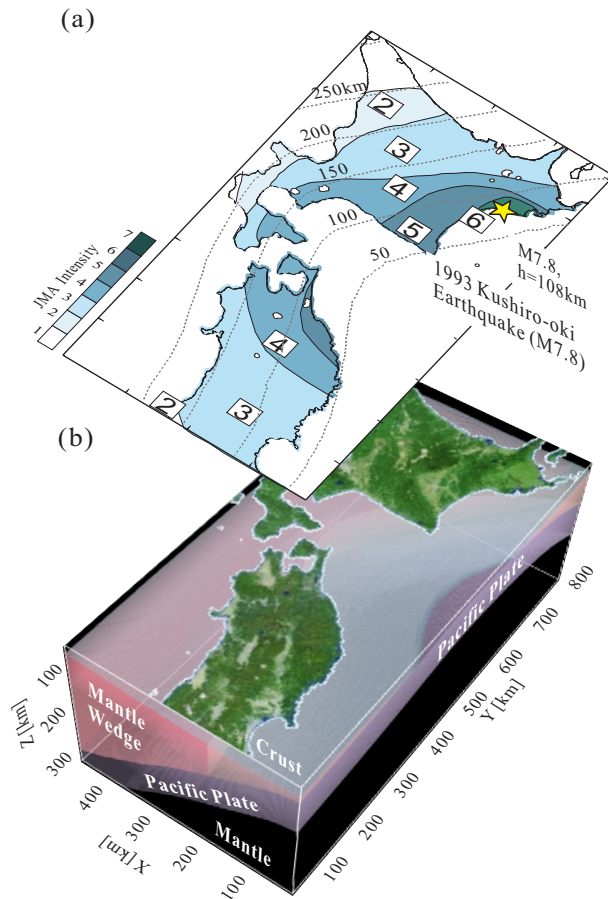 (a)
250km
2
200
3
150
4
100
6
5
50
M7.8,
h=108km
1993 Kushiro-oki
Earthquake (M7.8)
JMA Intensity
1 2 3 4 5 6 7
4
3
2
(b)
Pacific Plate
800
700
600
500
400
300
200
100
Y [km]
100
200
300
Z [km]
Mantle
Wedge
Crust
Pacific Plate
Mantle
400
300
200
100
X [km]